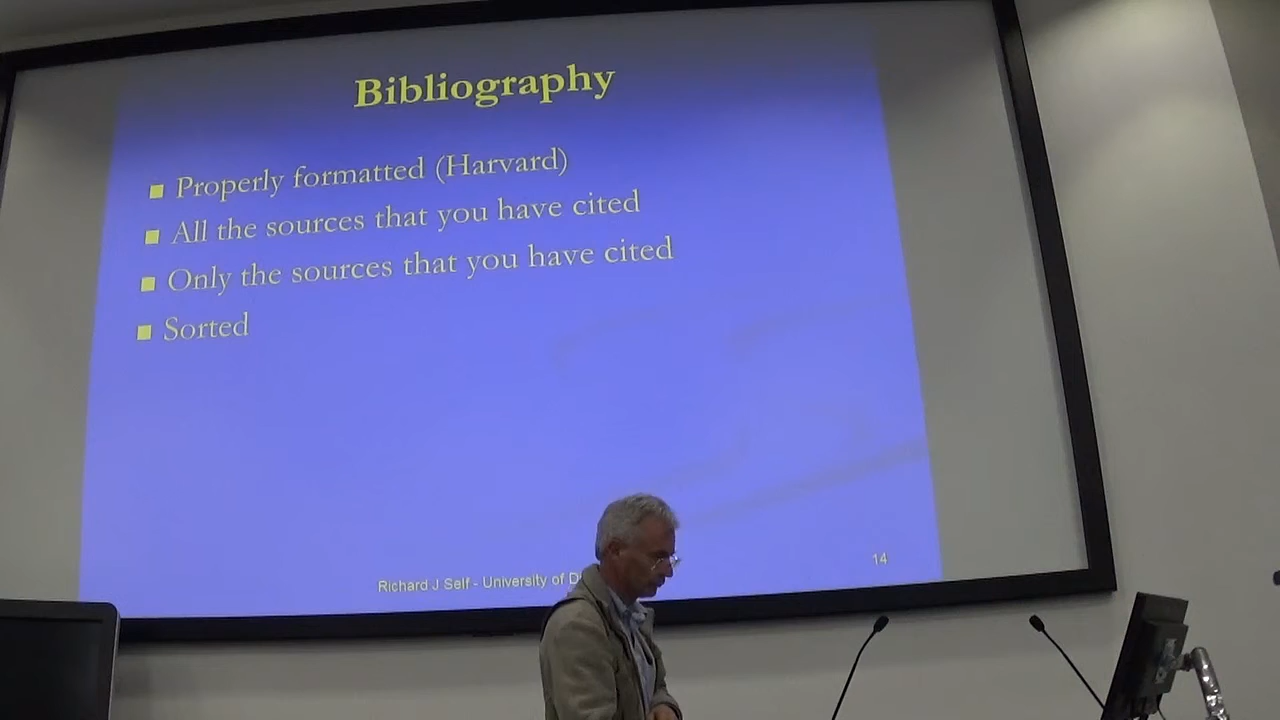 Bibliography
Properly formatted (Harvard)
All the sources that you have cited
Only the sources that you have cited
Sorted
Richard J Self - University of
14